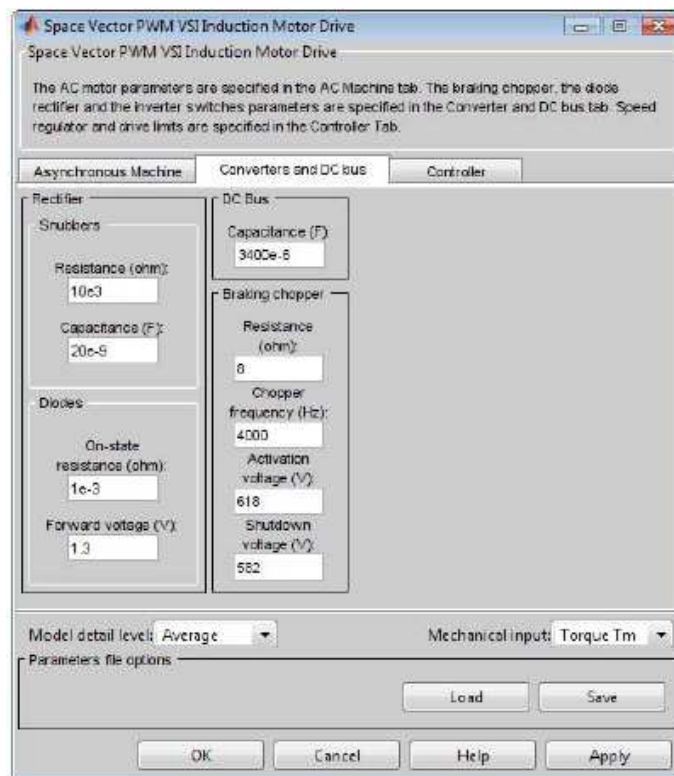 Space Vector PWM VSI Induction Motor Drive
Space Vector PWM VSI Induction Motor Drive
The AC motor parameters are specified in the AC Machine tab. The braking chopper, the diode
rectifier and the inverter switches parameters are specified in the Converter and DC bus tab. Speed
regulator and drive limits are specified in the Controller Tab.
Asynchronous Machine
Converters and DC bus
Controller
Rectifier
Snubbers
Resistance (ohm):
10e3
Capacitance (F):
20e-9
Diodes
On-state
resistance (ohm):
1e-3
Forward voltage (V):
1.3
DC Bus
Capacitance (F):
3400e-6
Braking chopper
Resistance
(ohm):
8
Chopper
frequency (Hz):
4000
Activation
voltage (V):
618
Shutdown
voltage (V):
582
Model detail level: Average
Mechanical input: Torque Tm
Parameters file options
Load
Save
OK
Cancel
Help
Apply